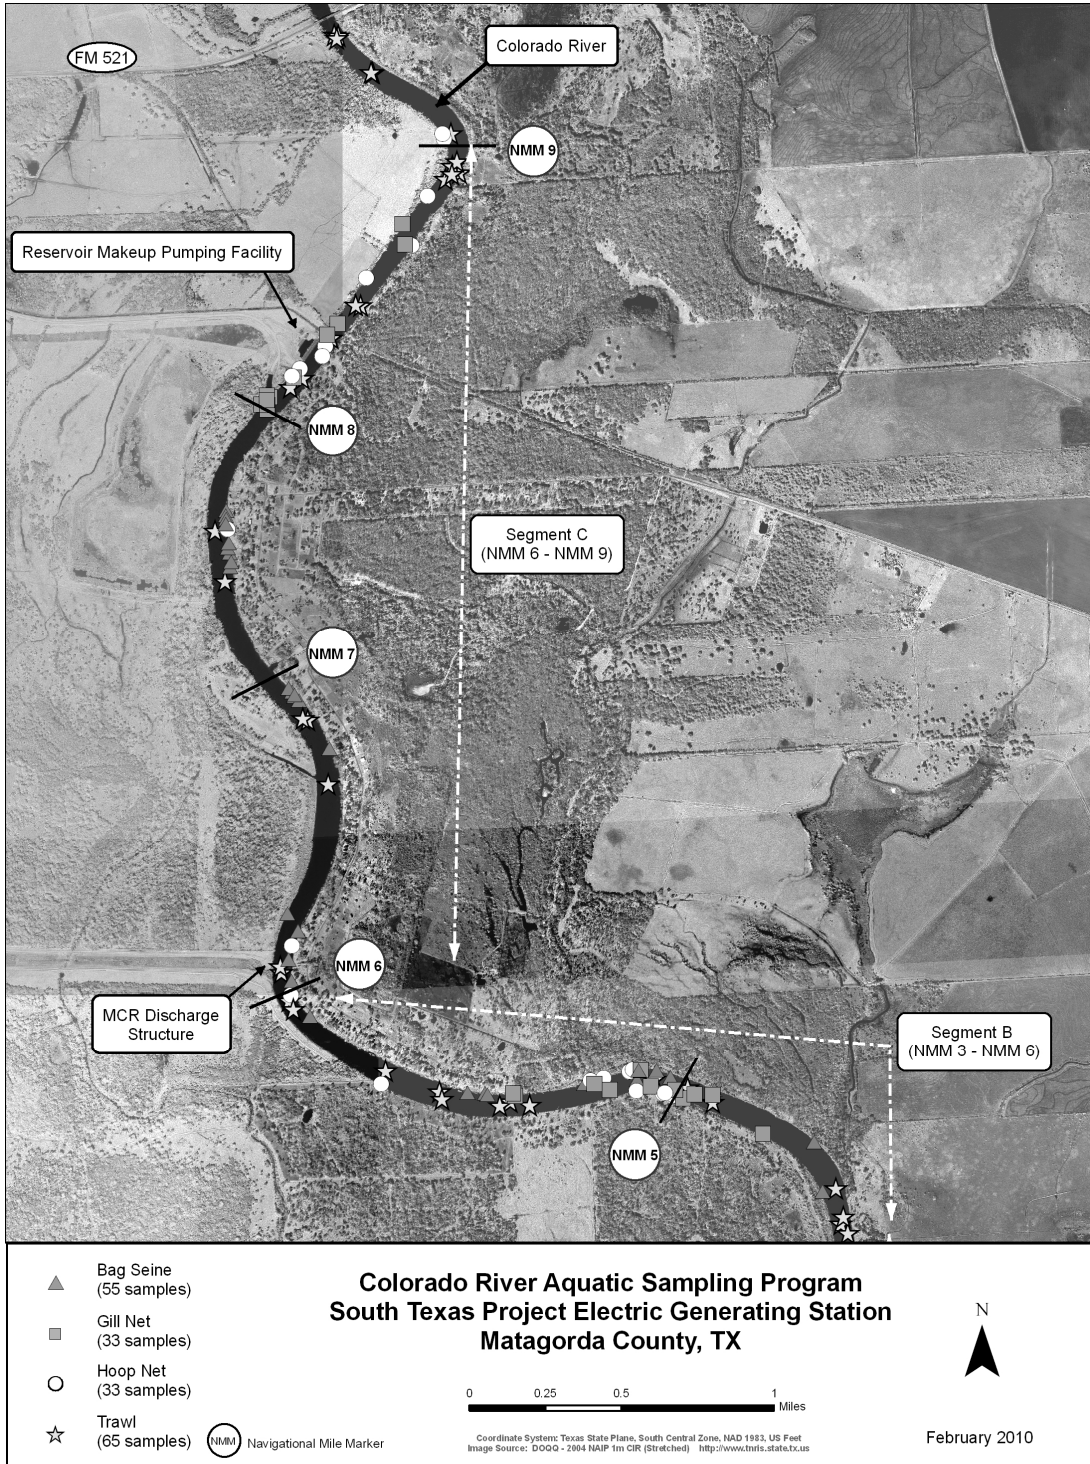 FM 521
Colorado River
NMM 9
Reservoir Makeup Pumping Facility
NMM 8
Segment C
(NMM 6 - NMM 9)
NMM 7
NMM 6
MCR Discharge
Structure
Segment B
(NMM 3 - NMM 6)
NMM 5
Bag Seine
(55 samples)
Gill Net
(33 samples)
Hoop Net
(33 samples)
Trawl
(65 samples)
NMM
Navigational Mile Marker
Colorado River Aquatic Sampling Program
South Texas Project Electric Generating Station
Matagorda County, TX
0 0.25 0.5 1
Miles
Coordinate System: Texas State Plane, South Central Zone, NAD 1983, US Feet
Image Source: DOQQ - 2004 NAIP 1m CIR (Stretched) http://www.tnris.state.tx.us
N
February 2010